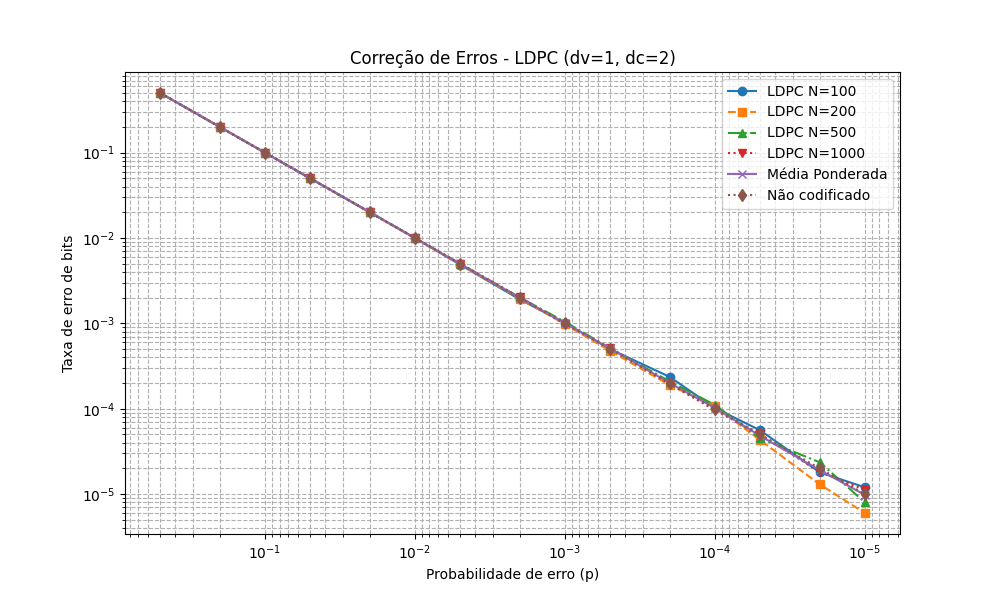 Correção de Erros - LDPC (dv=1, dc=2)
LDPC N=100
LDPC N=200
LDPC N=500
LDPC N=1000
Média Ponderada
Não codificado
Taxa de erro de bits
10⁻¹
10⁻²
10⁻³
10⁻⁴
10⁻⁵
10⁻¹ 10⁻² 10⁻³ 10⁻⁴ 10⁻⁵
Probabilidade de erro (p)